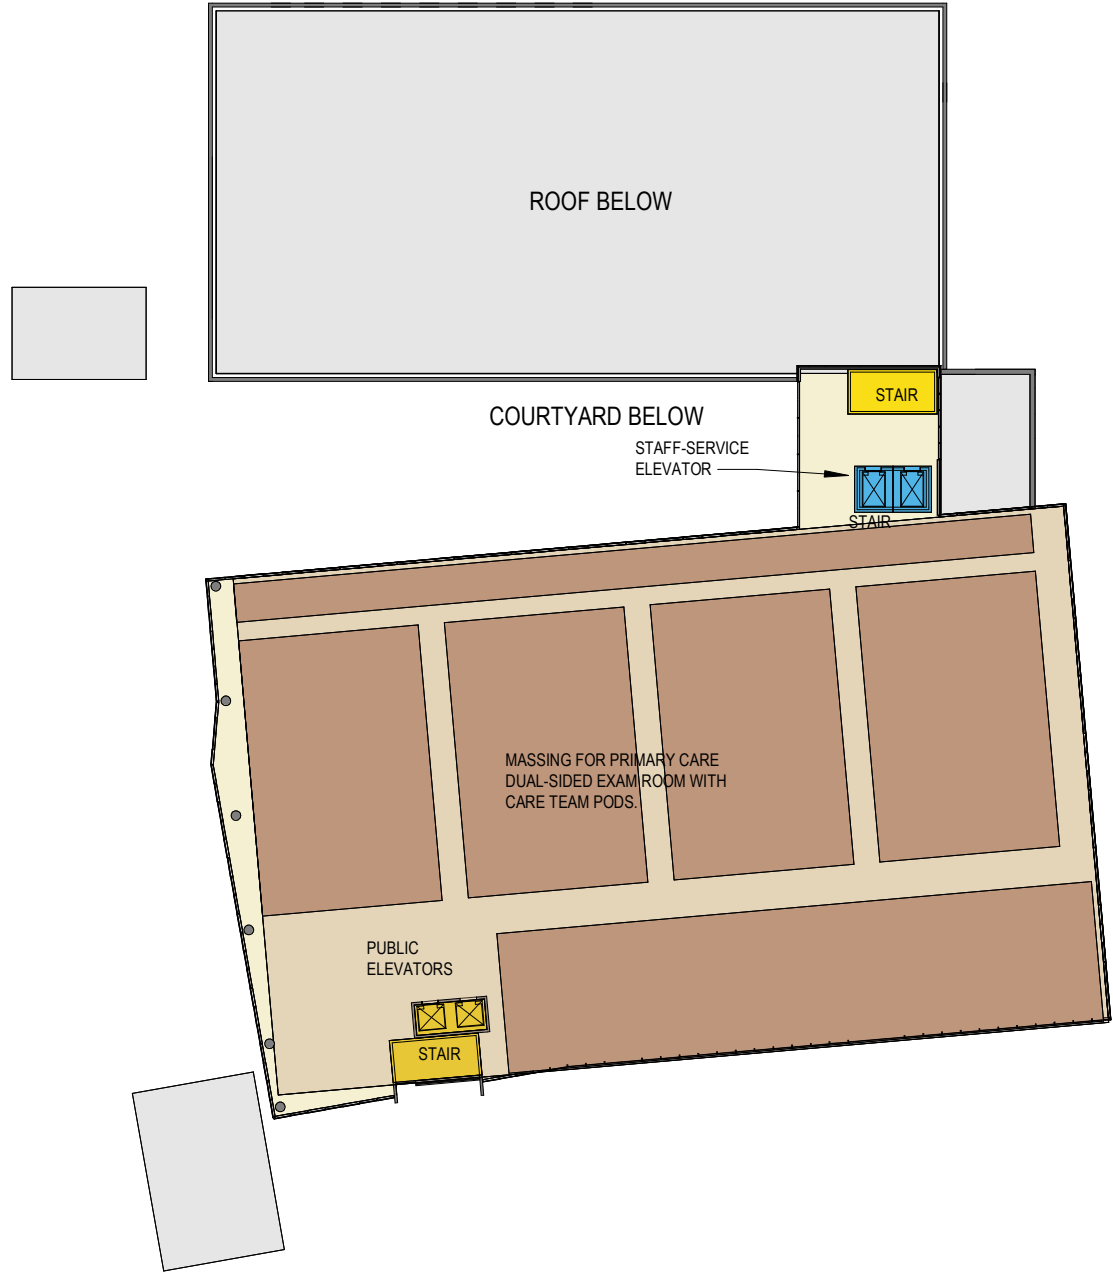 ROOF BELOW
STAIR
COURTYARD BELOW
STAFF-SERVICE
ELEVATOR
STAIR
MASSING FOR PRIMARY CARE
DUAL-SIDED EXAM ROOM WITH
CARE TEAM PODS.
PUBLIC
ELEVATORS
STAIR